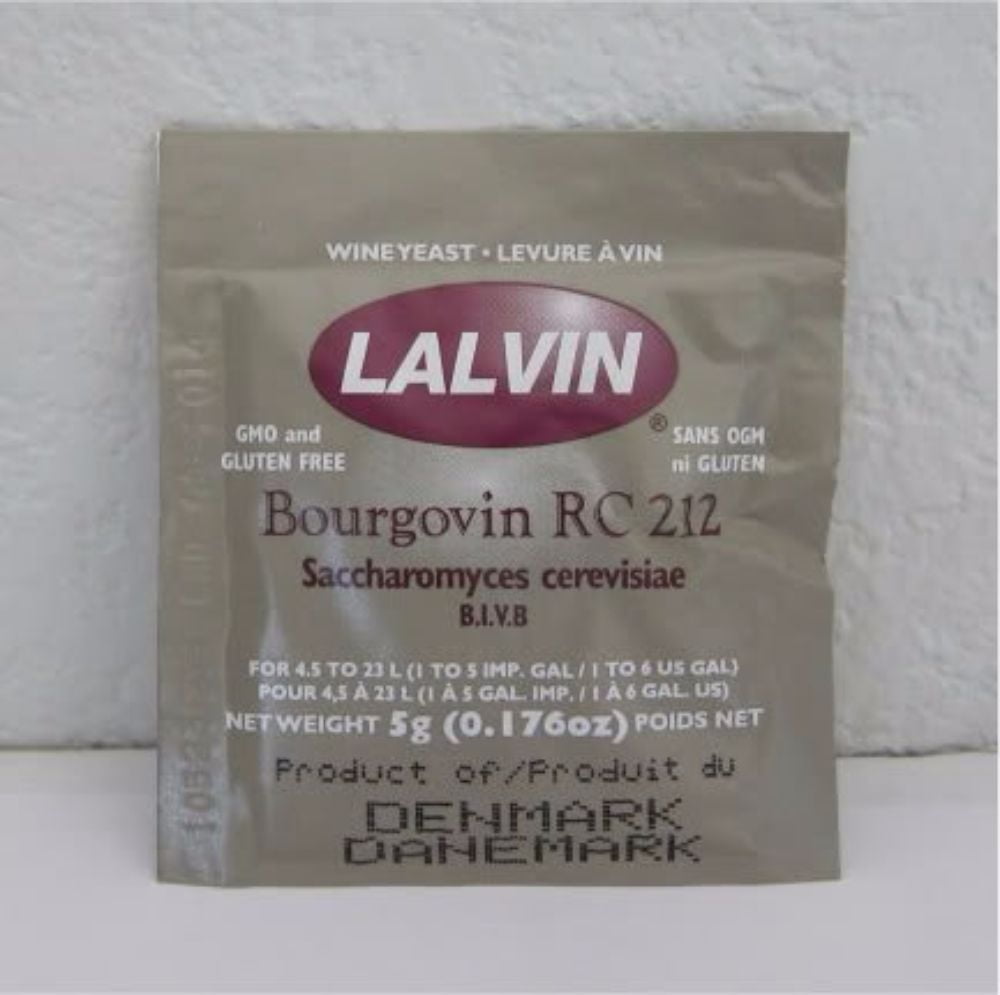 WINE YEAST • LEVURE À VIN
LALVIN
®
GMO and
GLUTEN FREE
SANS OGM
ni GLUTEN
Bourgovin RC 212
Saccharomyces cerevisiae
B.I.V.B
FOR 4.5 TO 23 L (1 TO 5 IMP. GAL / 1 TO 6 US GAL)
POUR 4,5 À 23 L (1 À 5 GAL. IMP. / 1 À 6 GAL. US)
NET WEIGHT 5g (0.176oz) POIDS NET
Product of/Produit du
DENMARK
DANEMARK